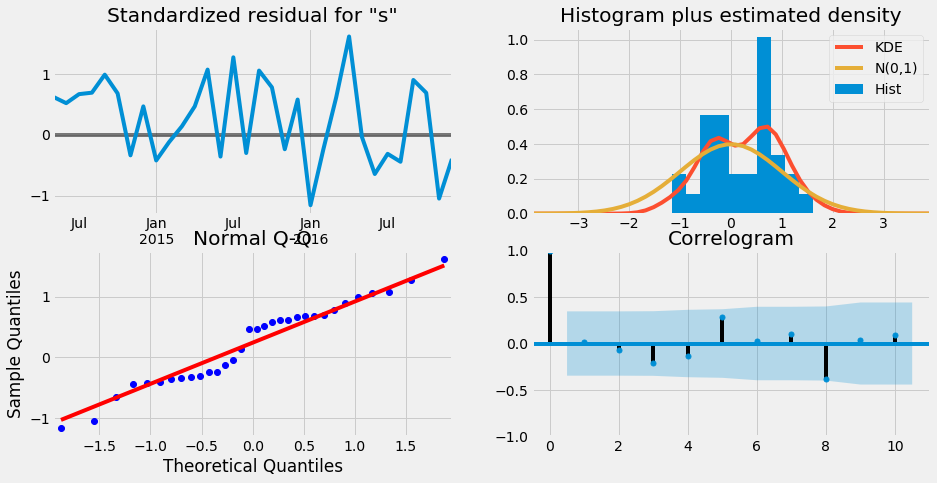 Standardized residual for "s"
1
0
−1
Jul
Jan
2015
Jul
Jan
2016
Jul
Histogram plus estimated density
1.0
0.8
0.6
0.4
0.2
0.0
−3
−2
−1
0
1
2
3
KDE
N(0,1)
Hist
Normal Q-Q
Sample Quantiles
1
0
−1
−1.5
−1.0
−0.5
0.0
0.5
1.0
1.5
Theoretical Quantiles
Correlogram
1.0
0.5
0.0
−0.5
−1.0
0
2
4
6
8
10